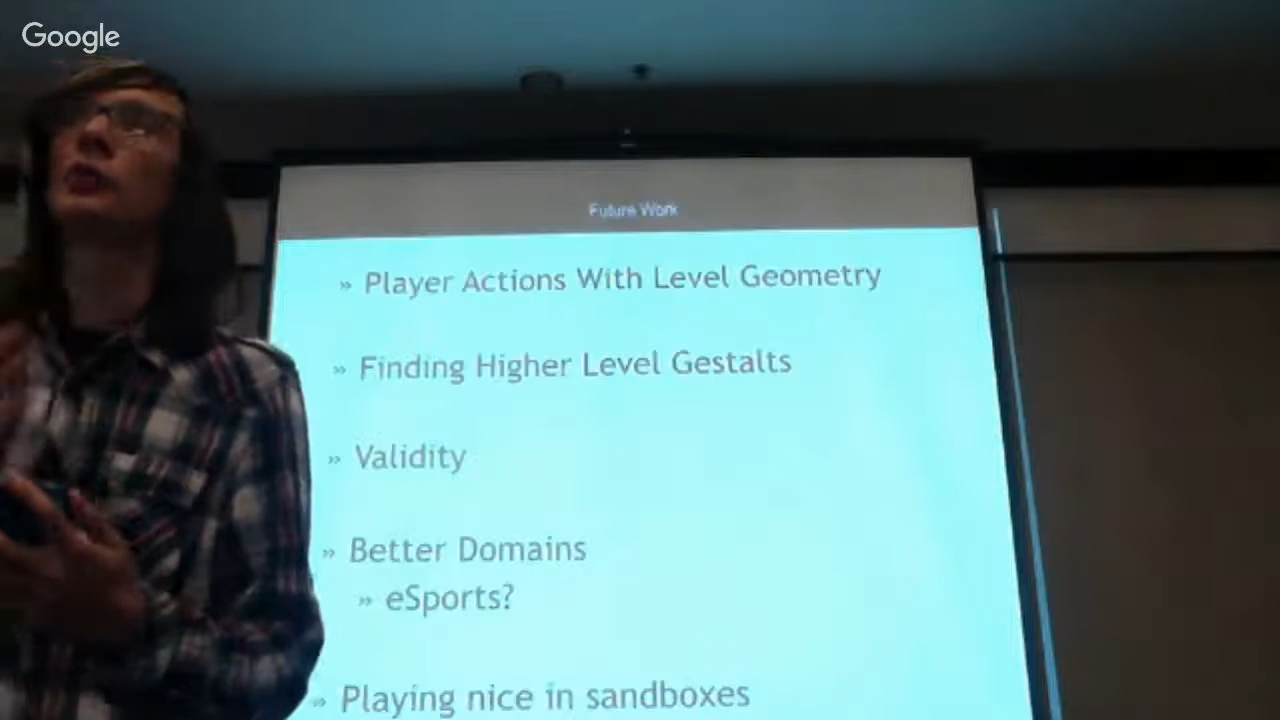 Google
Future Work
» Player Actions With Level Geometry
» Finding Higher Level Gestalts
» Validity
» Better Domains
» eSports?
» Playing nice in sandboxes